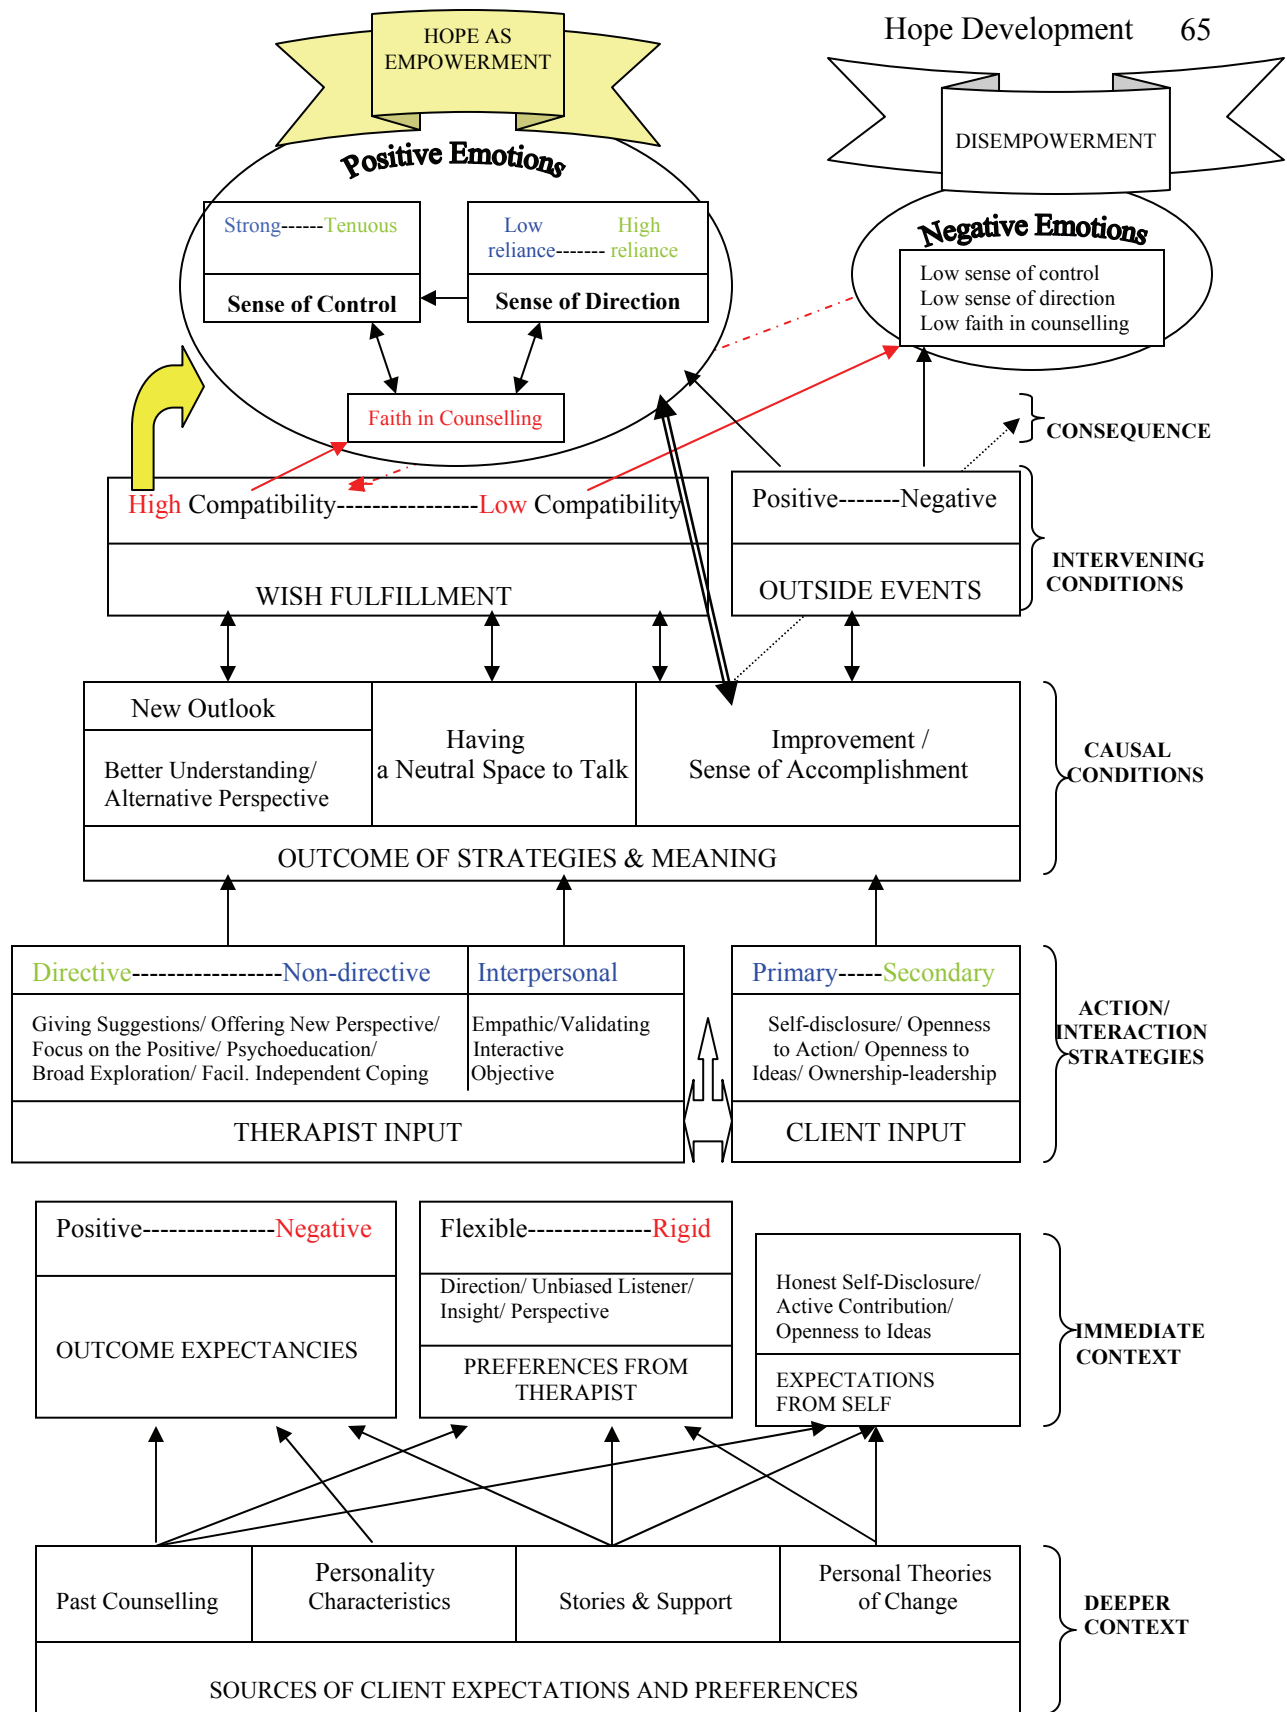 Hope Development 65
HOPE AS
EMPOWERMENT
DISEMPOWERMENT
Positive Emotions
Strong------Tenuous
Sense of Control
Low High
reliance------- reliance
Sense of Direction
Faith in Counselling
Negative Emotions
Low sense of control
Low sense of direction
Low faith in counselling
CONSEQUENCE
High Compatibility----------------Low Compatibility
WISH FULFILLMENT
Positive-------Negative
OUTSIDE EVENTS
INTERVENING
CONDITIONS
New Outlook
Better Understanding/
Alternative Perspective
Having
a Neutral Space to Talk
Improvement /
Sense of Accomplishment
OUTCOME OF STRATEGIES & MEANING
CAUSAL
CONDITIONS
Directive-----------------Non-directive
Giving Suggestions/ Offering New Perspective/
Focus on the Positive/ Psychoeducation/
Broad Exploration/ Facil. Independent Coping
Interpersonal
Empathic/Validating
Interactive
Objective
THERAPIST INPUT
Primary-----Secondary
Self-disclosure/ Openness
to Action/ Openness to
Ideas/ Ownership-leadership
CLIENT INPUT
ACTION/
INTERACTION
STRATEGIES
Positive---------------Negative
OUTCOME EXPECTANCIES
Flexible--------------Rigid
Direction/ Unbiased Listener/
Insight/ Perspective
PREFERENCES FROM
THERAPIST
Honest Self-Disclosure/
Active Contribution/
Openness to Ideas
EXPECTATIONS
FROM SELF
IMMEDIATE
CONTEXT
Past Counselling
Personality
Characteristics
Stories & Support
Personal Theories
of Change
SOURCES OF CLIENT EXPECTATIONS AND PREFERENCES
DEEPER
CONTEXT